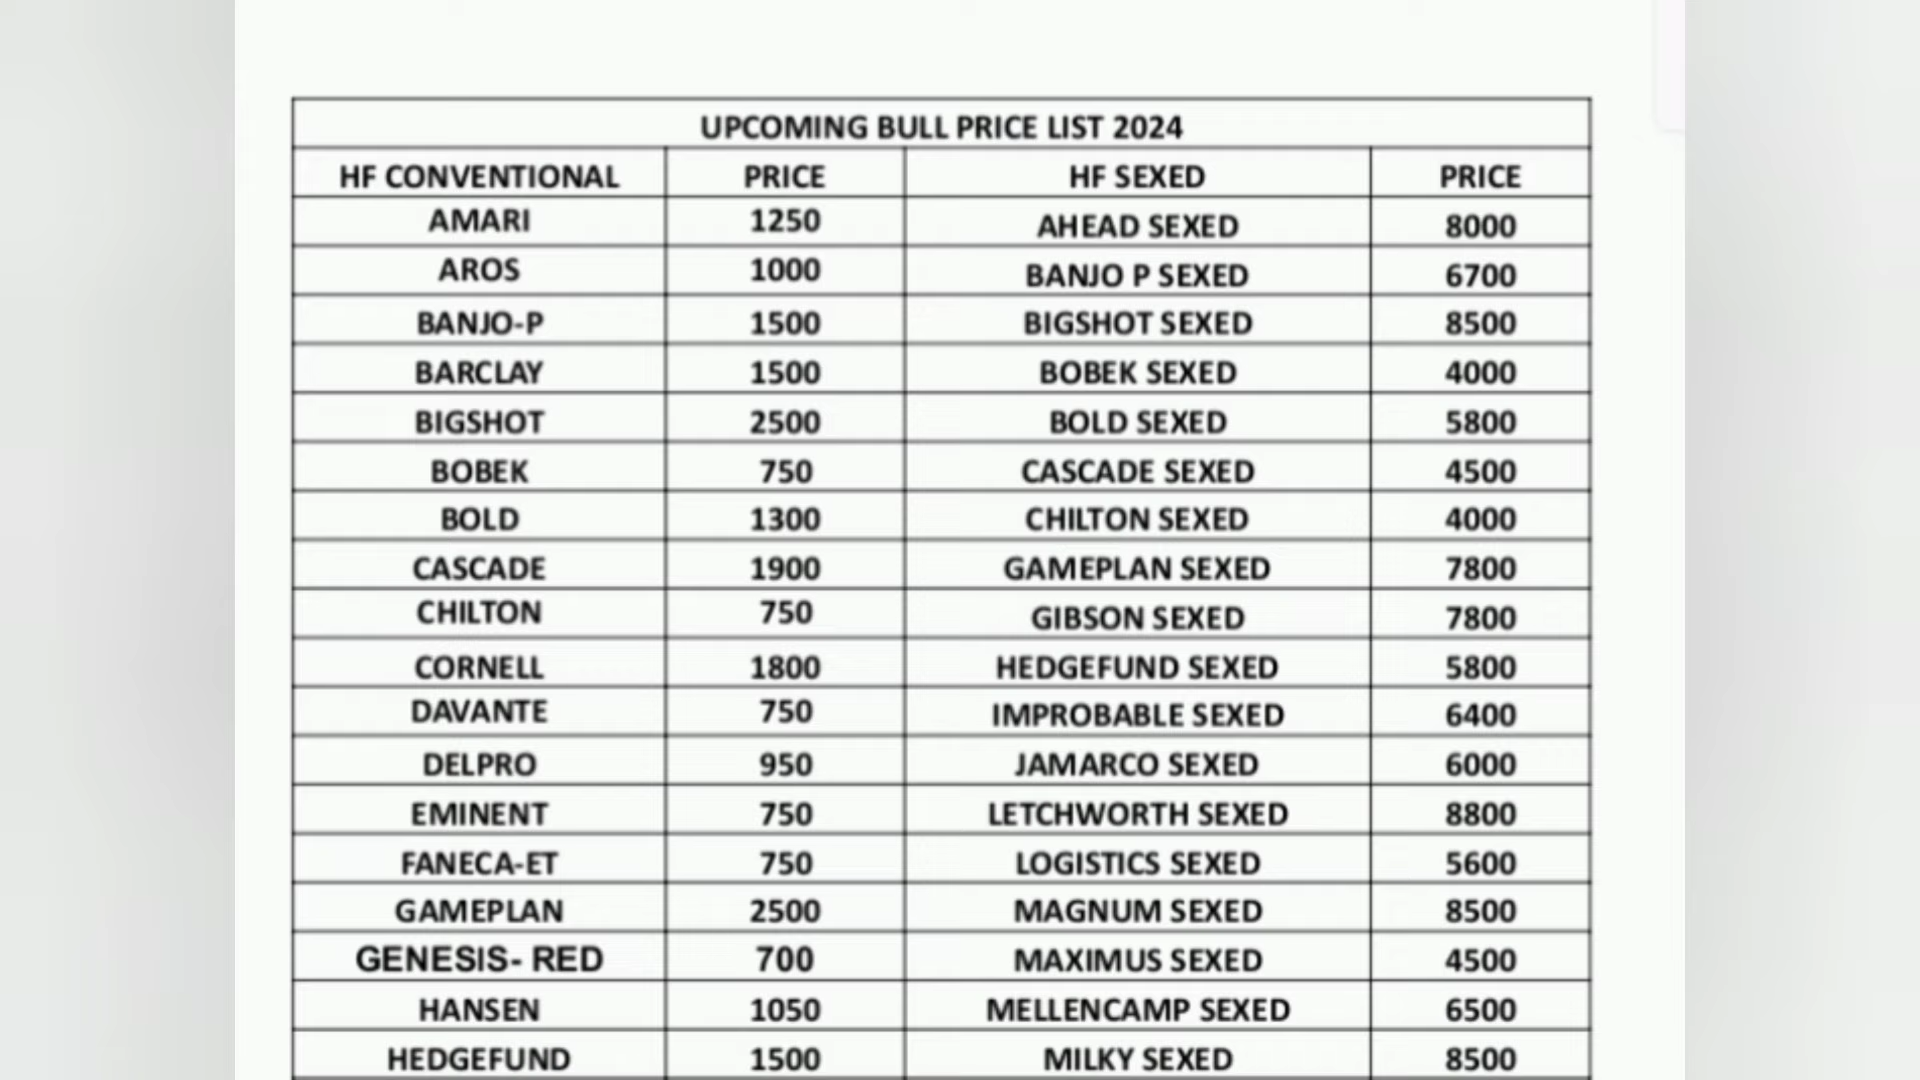 UPCOMING BULL PRICE LIST 2024
HF CONVENTIONAL PRICE HF SEXED PRICE
AMARI 1250 AHEAD SEXED 8000
AROS 1000 BANJO P SEXED 6700
BANJO-P 1500 BIGSHOT SEXED 8500
BARCLAY 1500 BOBEK SEXED 4000
BIGSHOT 2500 BOLD SEXED 5800
BOBEK 750 CASCADE SEXED 4500
BOLD 1300 CHILTON SEXED 4000
CASCADE 1900 GAMEPLAN SEXED 7800
CHILTON 750 GIBSON SEXED 7800
CORNELL 1800 HEDGEFUND SEXED 5800
DAVANTE 750 IMPROBABLE SEXED 6400
DELPRO 950 JAMARCO SEXED 6000
EMINENT 750 LETCHWORTH SEXED 8800
FANECA-ET 750 LOGISTICS SEXED 5600
GAMEPLAN 2500 MAGNUM SEXED 8500
GENESIS- RED 700 MAXIMUS SEXED 4500
HANSEN 1050 MELLENCAMP SEXED 6500
HEDGEFUND 1500 MILKY SEXED 8500